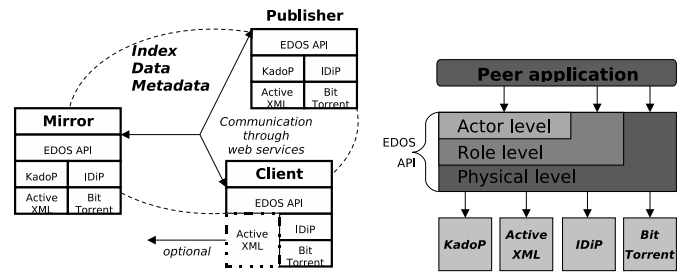 Publisher
EDOS API
KadoP IDiP
Active Bit
XML Torrent
Index
Data
Metadata
Mirror
EDOS API
KadoP IDiP
Active Bit
XML Torrent
Communication
through
web services
Client
EDOS API
Active
XML
IDiP
Bit
Torrent
optional
Peer application
EDOS
API
Actor level
Role level
Physical level
KadoP
Active
XML
IDiP
Bit
Torrent